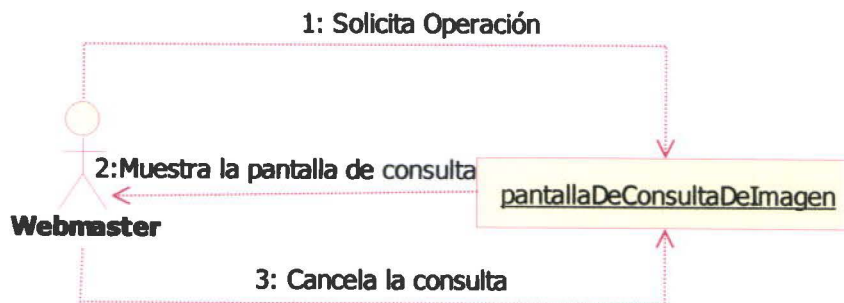 1: Solicita Operación
2:Muestra la pantalla de consulta
pantallaDeConsultaDeImagen
Webmaster
3: Cancela la consulta